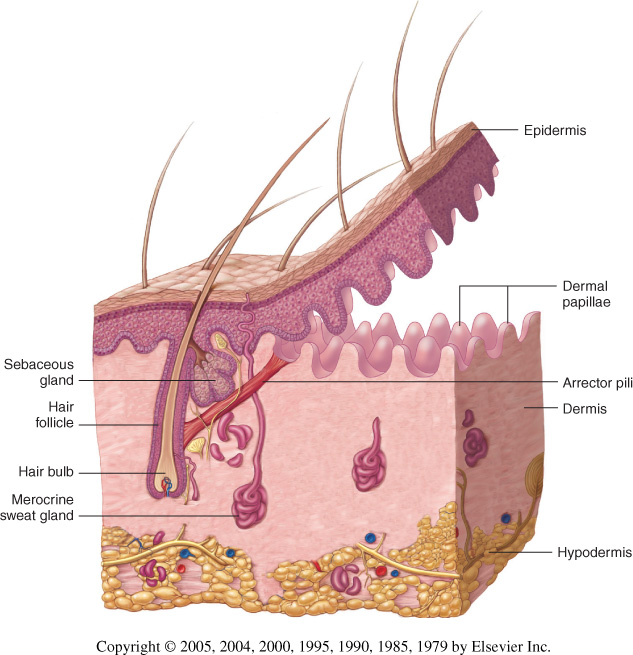 Epidermis
Dermal
papillae
Sebaceous
gland
Arrector pili
Hair
follicle
Dermis
Hair bulb
Merocrine
sweat gland
Hypodermis
Copyright © 2005, 2004, 2000, 1995, 1990, 1985, 1979 by Elsevier Inc.